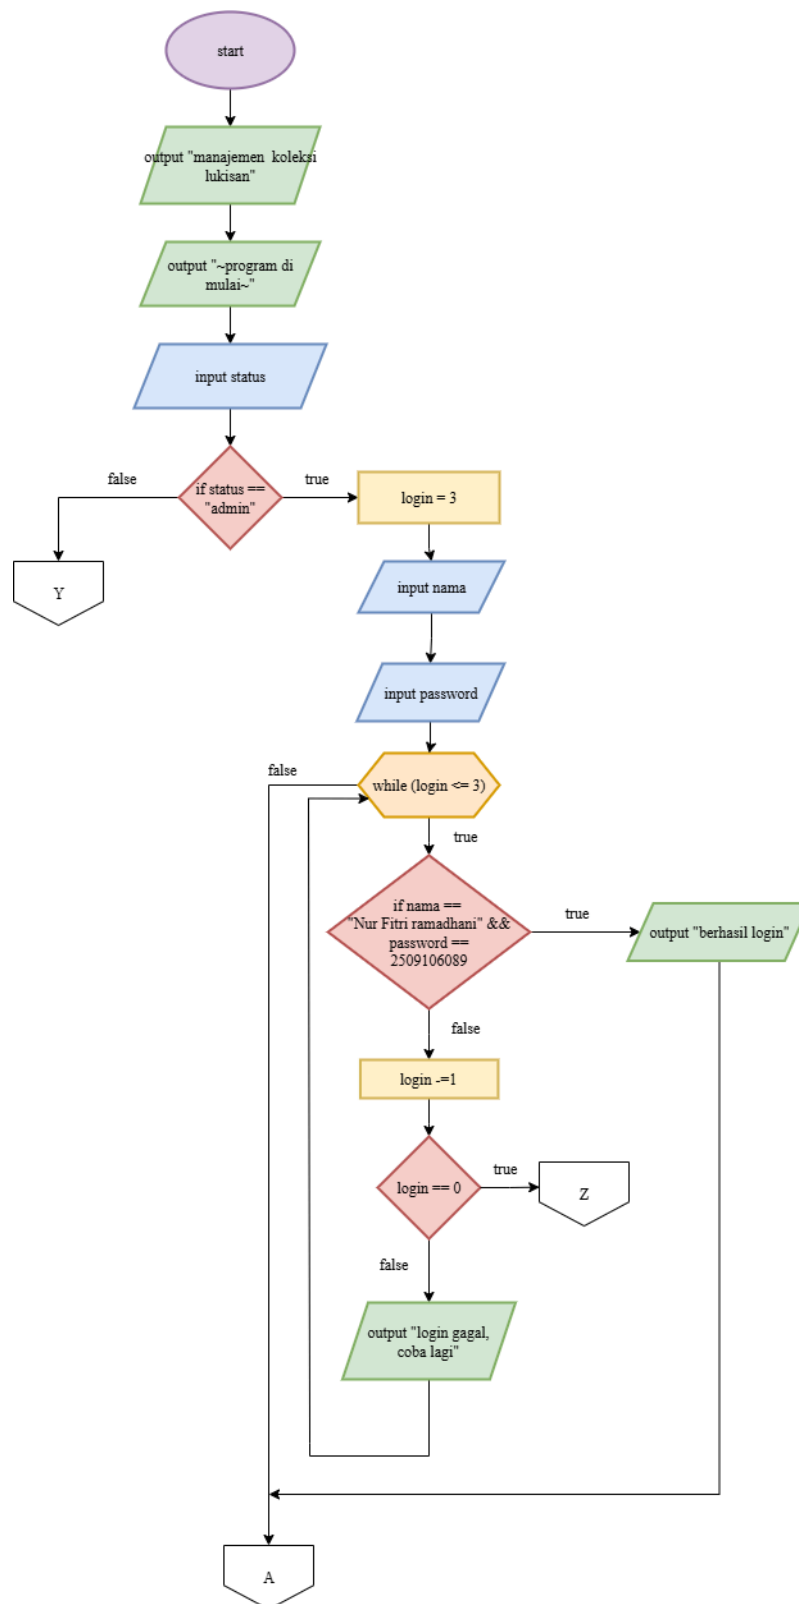 start
output "manajemen  koleksi
lukisan"
output "~program di
mulai~"
input status
false
if status ==
"admin"
true
login = 3
Y
input nama
input password
false
while (login <= 3)
true
if nama ==
"Nur Fitri ramadhani" &&
password ==
2509106089
true
output "berhasil login"
false
login -=1
login == 0
true
Z
false
output "login gagal,
coba lagi"
A